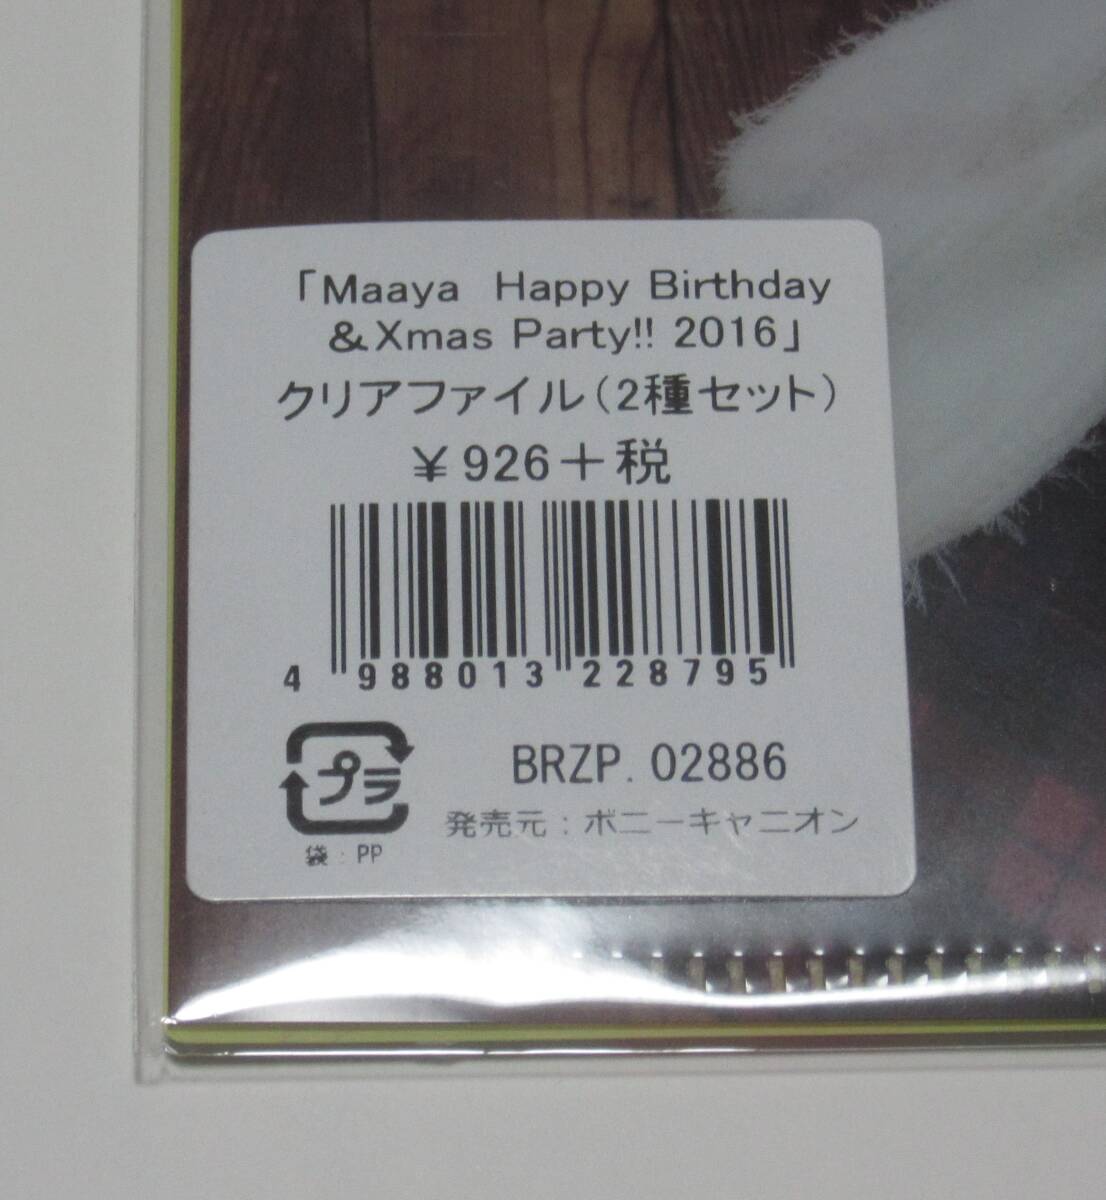 「Maaya Happy Birthday
&Xmas Party!! 2016」
クリアファイル(2種セット)
¥926+税
4 988013 228795
プラ
袋:PP
BRZP. 02886
発売元:ポニーキャニオン